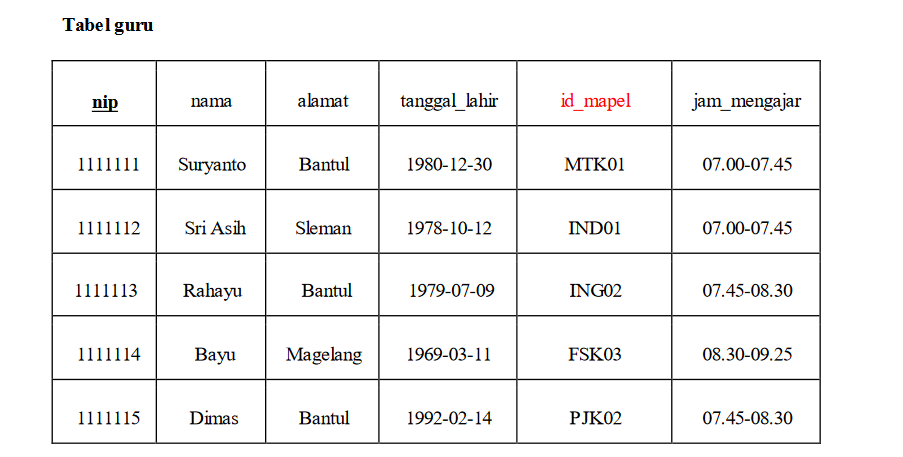 Tabel guru
nip nama alamat tanggal_lahir id_mapel jam_mengajar
1111111 Suryanto Bantul 1980-12-30 MTK01 07.00-07.45
1111112 Sri Asih Sleman 1978-10-12 IND01 07.00-07.45
1111113 Rahayu Bantul 1979-07-09 ING02 07.45-08.30
1111114 Bayu Magelang 1969-03-11 FSK03 08.30-09.25
1111115 Dimas Bantul 1992-02-14 PJK02 07.45-08.30